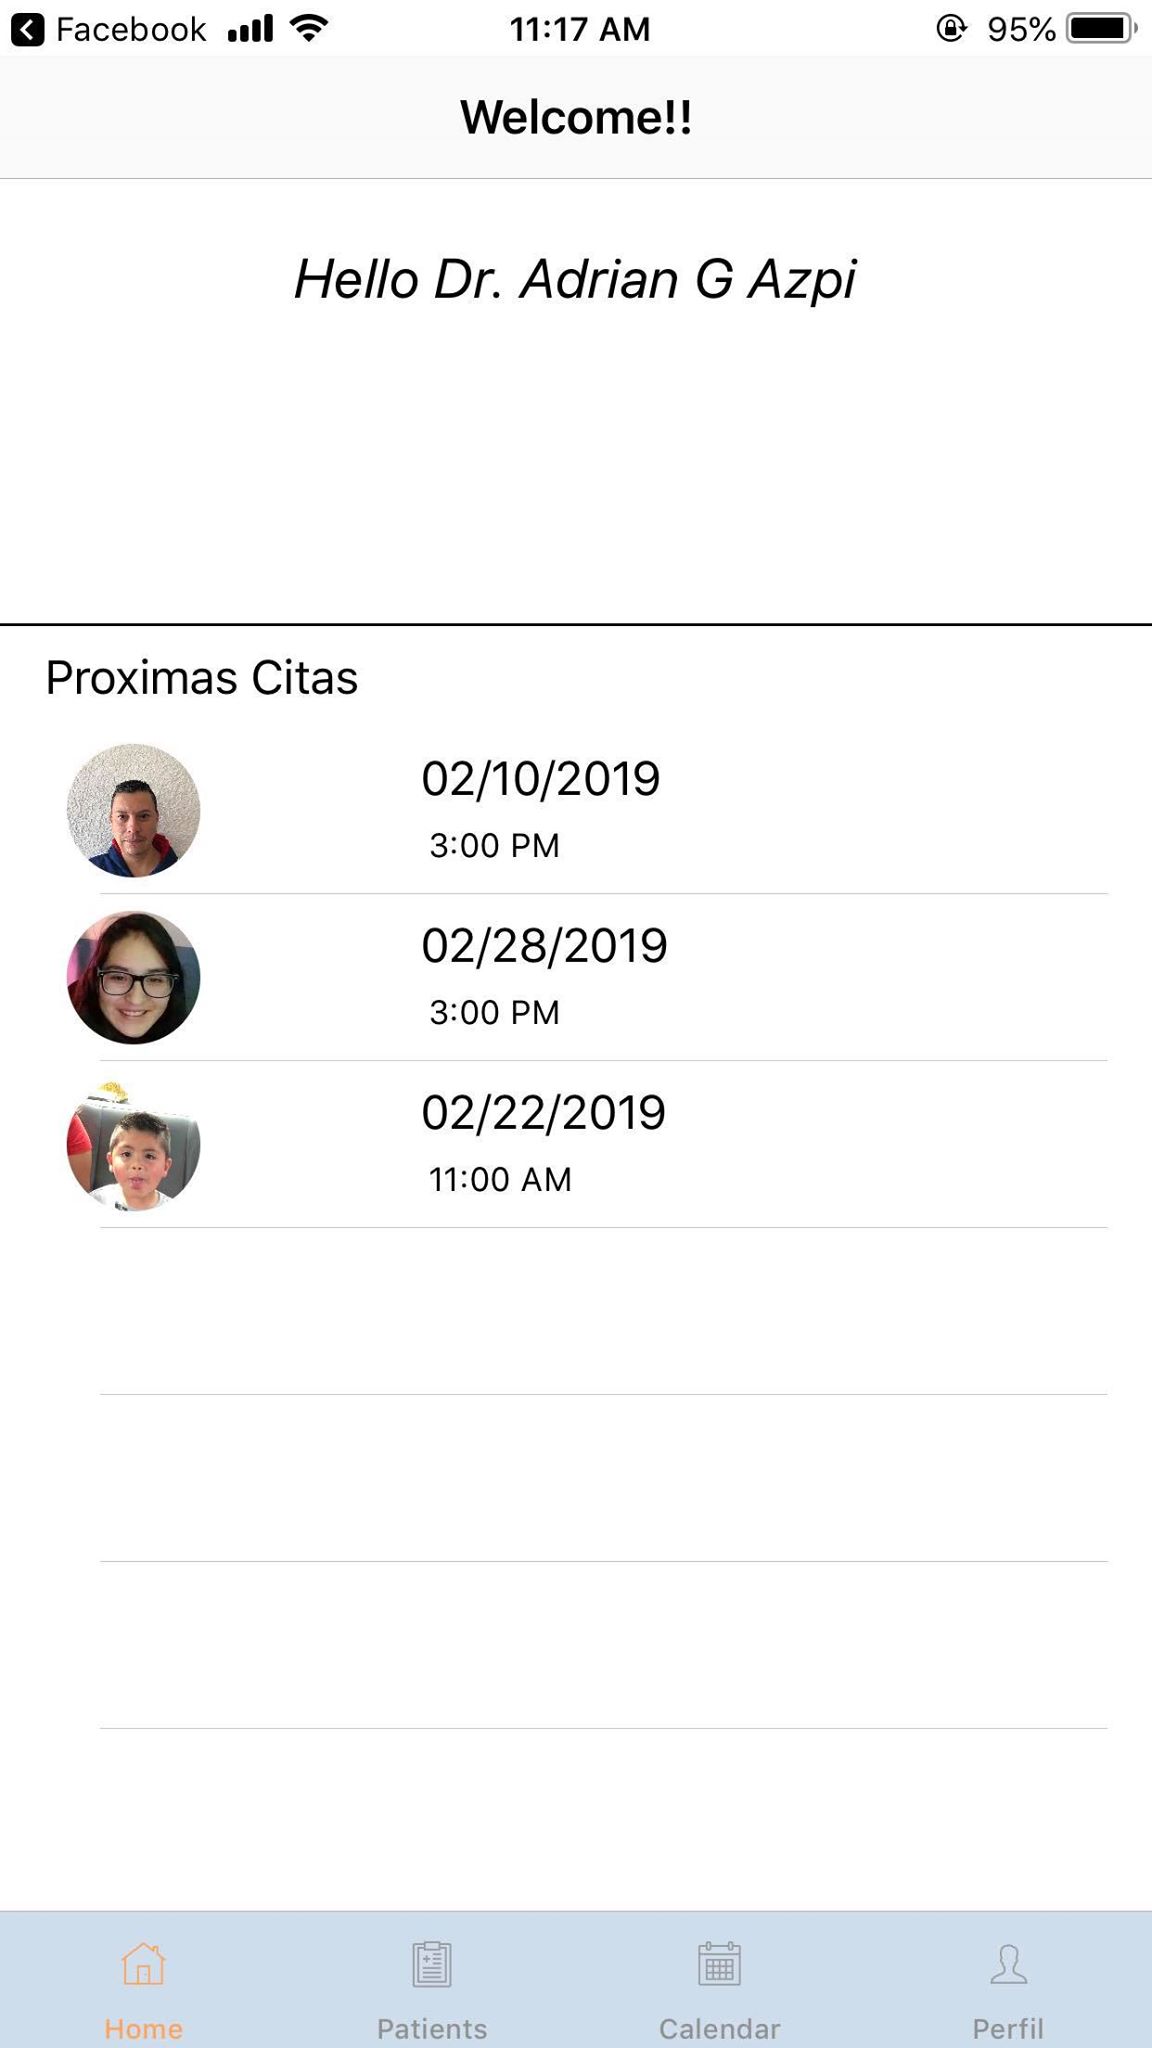 Facebook 11:17 AM 95%
Welcome!!
Hello Dr. Adrian G Azpi
Proximas Citas
02/10/2019
3:00 PM
02/28/2019
3:00 PM
02/22/2019
11:00 AM
Home Patients Calendar Perfil